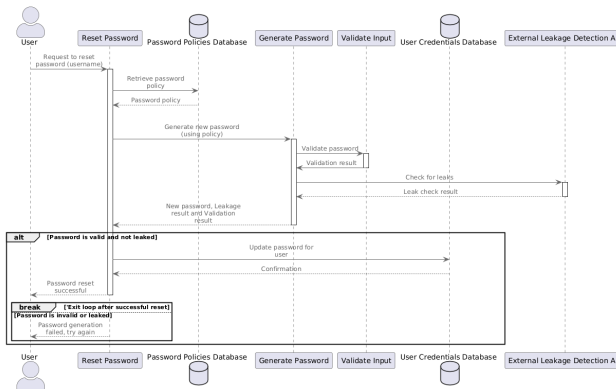 User
Reset Password
Password Policies Database
Generate Password
Validate Input
User Credentials Database
External Leakage Detection A
Request to reset
password (username)
Retrieve password
policy
Password policy
Generate new password
(using policy)
Validate password
Validation result
Check for leaks
Leak check result
New password, Leakage
result and Validation
result
alt
[Password is valid and not leaked]
Update password for
user
Confirmation
Password reset
successful
break
["Exit loop after successful reset]
[Password is invalid or leaked]
Password generation
failed, try again
User
Reset Password
Password Policies Database
Generate Password
Validate Input
User Credentials Database
External Leakage Detection A